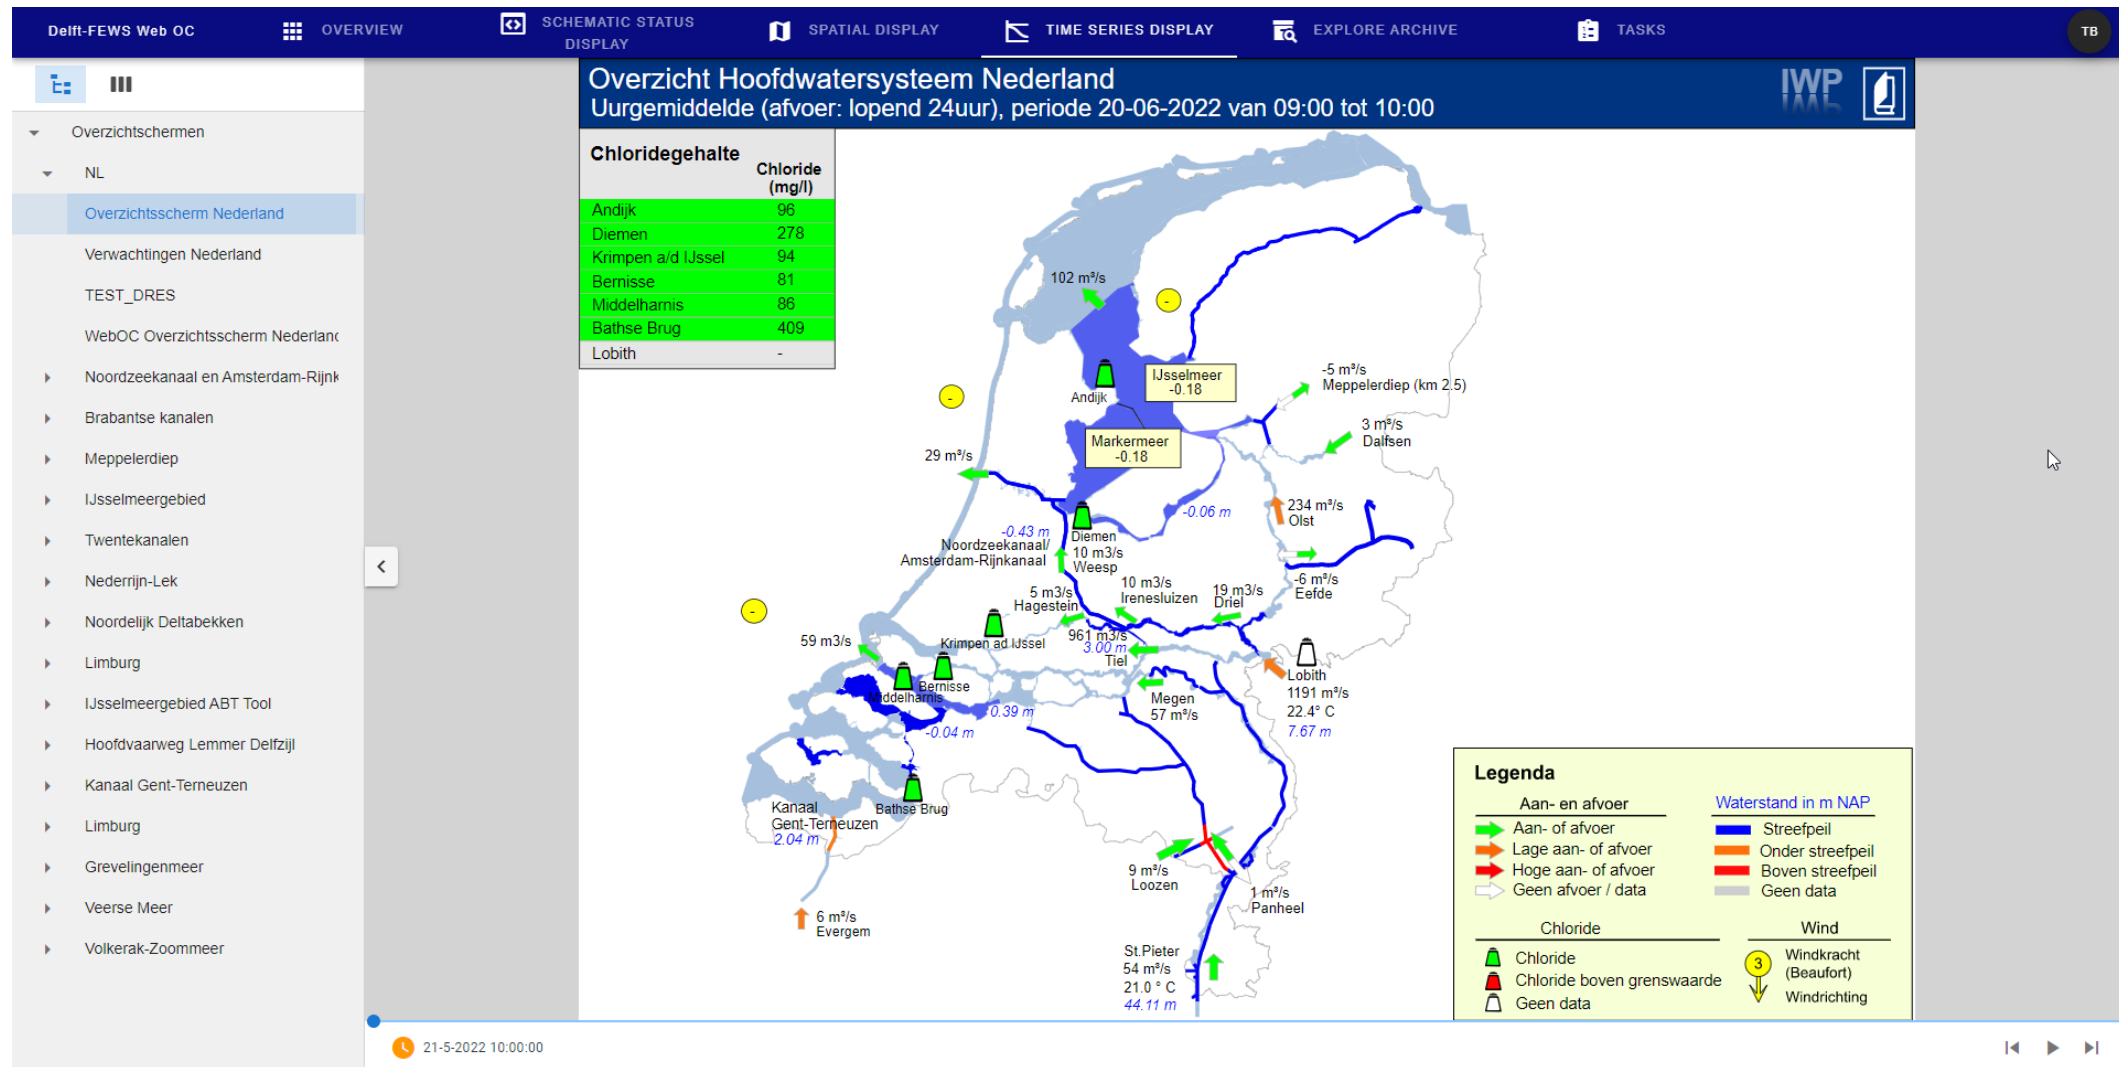 Delft-FEWS Web OC
OVERVIEW
SCHEMATIC STATUS
DISPLAY
SPATIAL DISPLAY
TIME SERIES DISPLAY
EXPLORE ARCHIVE
TASKS
TB
Overzichtschermen
NL
Overzichtsscherm Nederland
Verwachtingen Nederland
TEST_DRES
WebOC Overzichtsscherm Nederland
Noordzeekanaal en Amsterdam-Rijnk
Brabantse kanalen
Meppelerdiep
IJsselmeergebied
Twentekanalen
Nederrijn-Lek
Noordelijk Deltabekken
Limburg
IJsselmeergebied ABT Tool
Hoofdvaarweg Lemmer Delfzijl
Kanaal Gent-Terneuzen
Limburg
Grevelingenmeer
Veerse Meer
Volkerak-Zoommeer
Overzicht Hoofdwatersysteem Nederland
Uurgemiddelde (afvoer: lopend 24uur), periode 20-06-2022 van 09:00 tot 10:00
IWP
Chloridegehalte
Chloride
(mg/l)
Andijk 96
Diemen 278
Krimpen a/d IJssel 94
Bernisse 81
Middelharnis 86
Bathse Brug 409
Lobith -
102 m³/s
-
-
-
Andijk
IJsselmeer
-0.18
Markermeer
-0.18
-5 m³/s
Meppelerdiep (km 2.5)
3 m³/s
Dalfsen
29 m³/s
-0.06 m
234 m³/s
Olst
-0.43 m
Noordzeekanaal/
Amsterdam-Rijnkanaal
Diemen
10 m3/s
Weesp
-6 m³/s
Eefde
5 m3/s
Hagestein
10 m3/s
Irenesluizen
19 m3/s
Driel
961 m3/s
3.00 m
Tiel
59 m3/s
Krimpen ad IJssel
Bernisse
Middelharnis
0.39 m
-0.04 m
Megen
57 m³/s
Lobith
1191 m³/s
22.4° C
7.67 m
Kanaal
Gent-Terneuzen
2.04 m
Bathse Brug
9 m³/s
Loozen
1 m³/s
Panheel
6 m³/s
Evergem
St.Pieter
54 m³/s
21.0 ° C
44.11 m
Legenda
Aan- en afvoer
Aan- of afvoer
Lage aan- of afvoer
Hoge aan- of afvoer
Geen afvoer / data
Waterstand in m NAP
Streefpeil
Onder streefpeil
Boven streefpeil
Geen data
Chloride
Chloride
Chloride boven grenswaarde
Geen data
Wind
3
Windkracht
(Beaufort)
Windrichting
21-5-2022 10:00:00